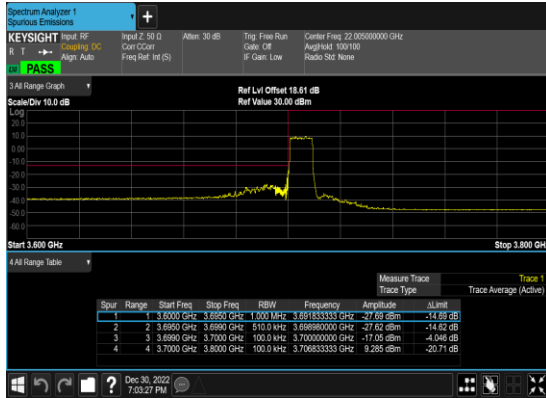 Spectrum Analyzer 1
Spurious Emissions
KEYSIGHT Input: RF Input Z: 50 Ω Atten: 30 dB Trig: Free Run Center Freq: 22.005000000 GHz
R T Coupling: DC Corr CCorr Gate: Off Avg|Hold: 100/100
Align: Auto Freq Ref: Int (S) IF Gain: Low Radio Std: None
PASS
3 All Range Graph
Ref Lvl Offset 18.61 dB
Scale/Div 10.0 dB Ref Value 30.00 dBm
Log
20.0
10.0
0.00
-10.0
-20.0
-30.0
-40.0
-50.0
-60.0
Start 3.600 GHz Stop 3.800 GHz
4 All Range Table
Measure Trace Trace 1
Trace Type Trace Average (Active)
Spur Range Start Freq Stop Freq RBW Frequency Amplitude ΔLimit
1 1 3.6000 GHz 3.6950 GHz 1.000 MHz 3.691833333 GHz -27.69 dBm -14.69 dB
2 2 3.6950 GHz 3.6990 GHz 510.0 kHz 3.698980000 GHz -27.62 dBm -14.62 dB
3 3 3.6990 GHz 3.7000 GHz 100.0 kHz 3.700000000 GHz -17.05 dBm -4.046 dB
4 4 3.7000 GHz 3.8000 GHz 100.0 kHz 3.706833333 GHz 9.285 dBm -20.71 dB
?
Dec 30, 2022
7:03:27 PM